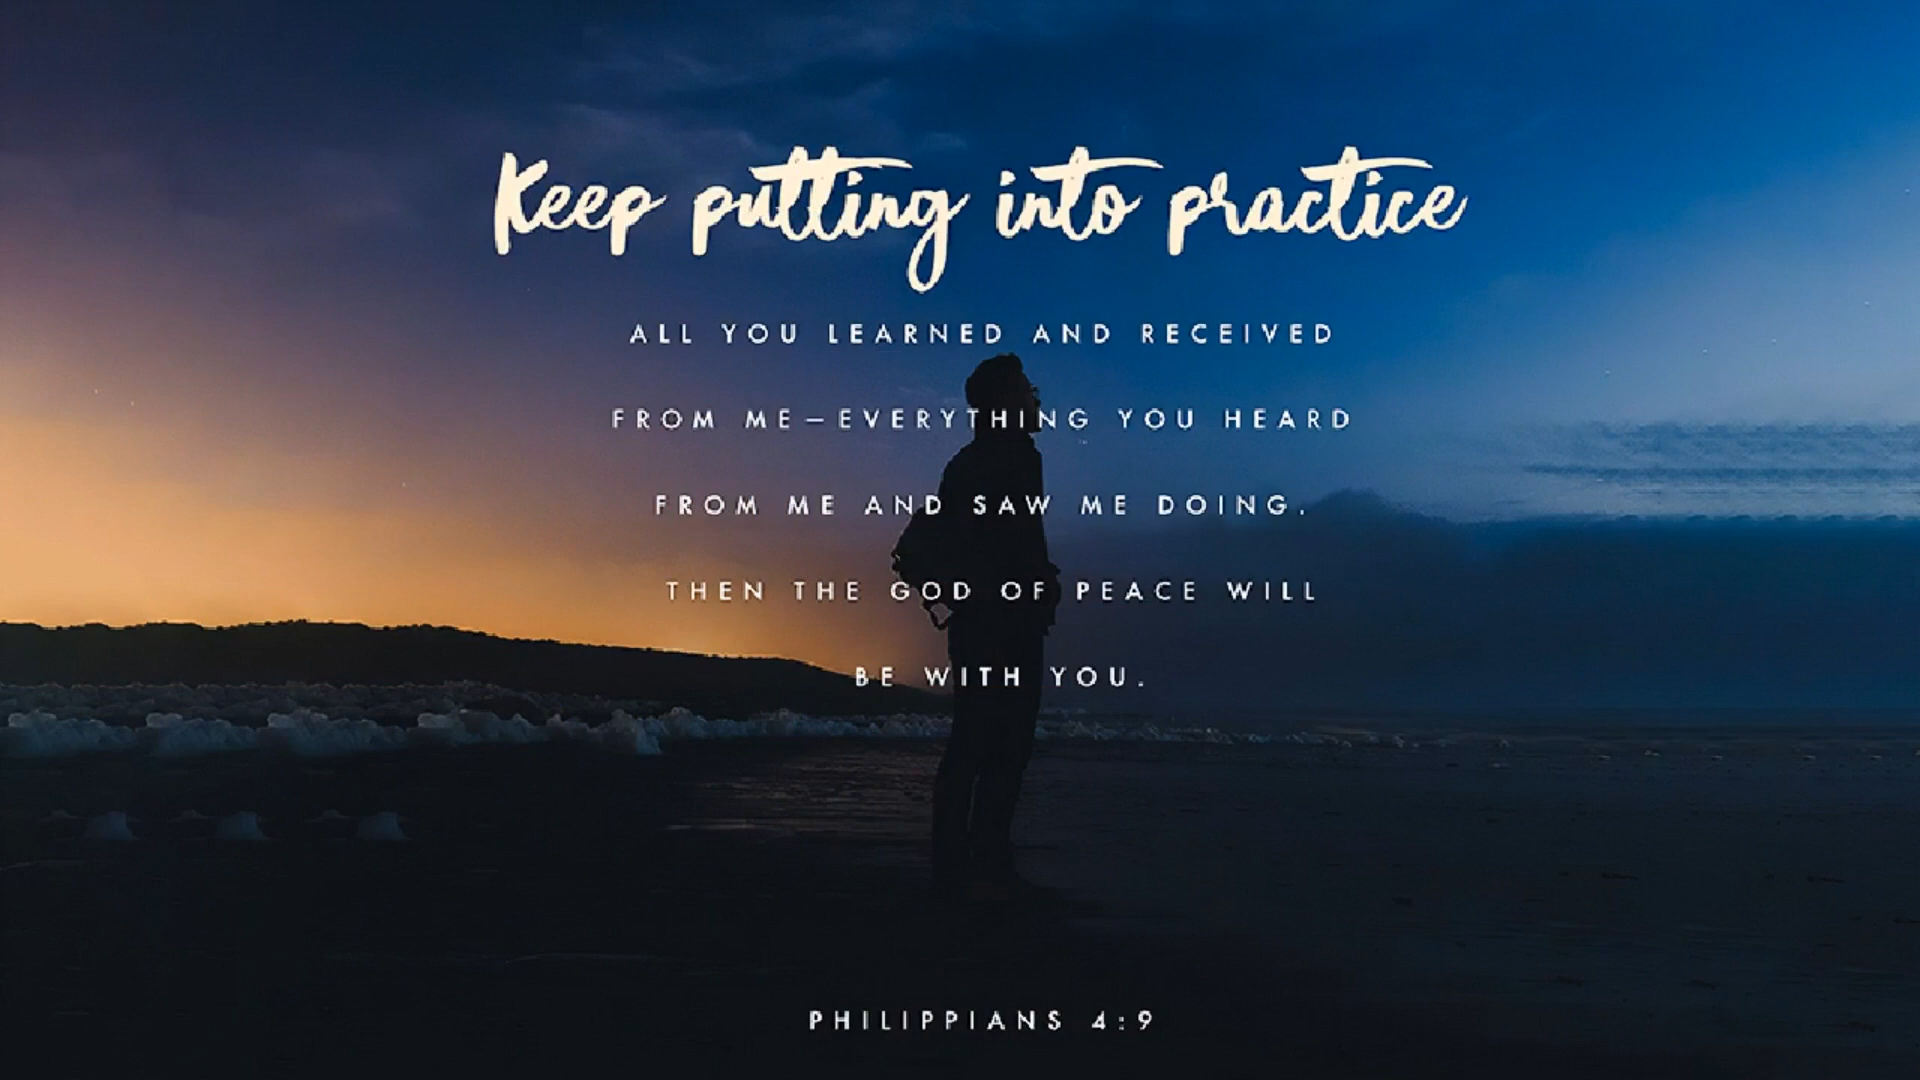 Keep putting into practice
ALL YOU LEARNED AND RECEIVED
FROM ME—EVERYTHING YOU HEARD
FROM ME AND SAW ME DOING.
THEN THE GOD OF PEACE WILL
BE WITH YOU.
PHILIPPIANS 4:9